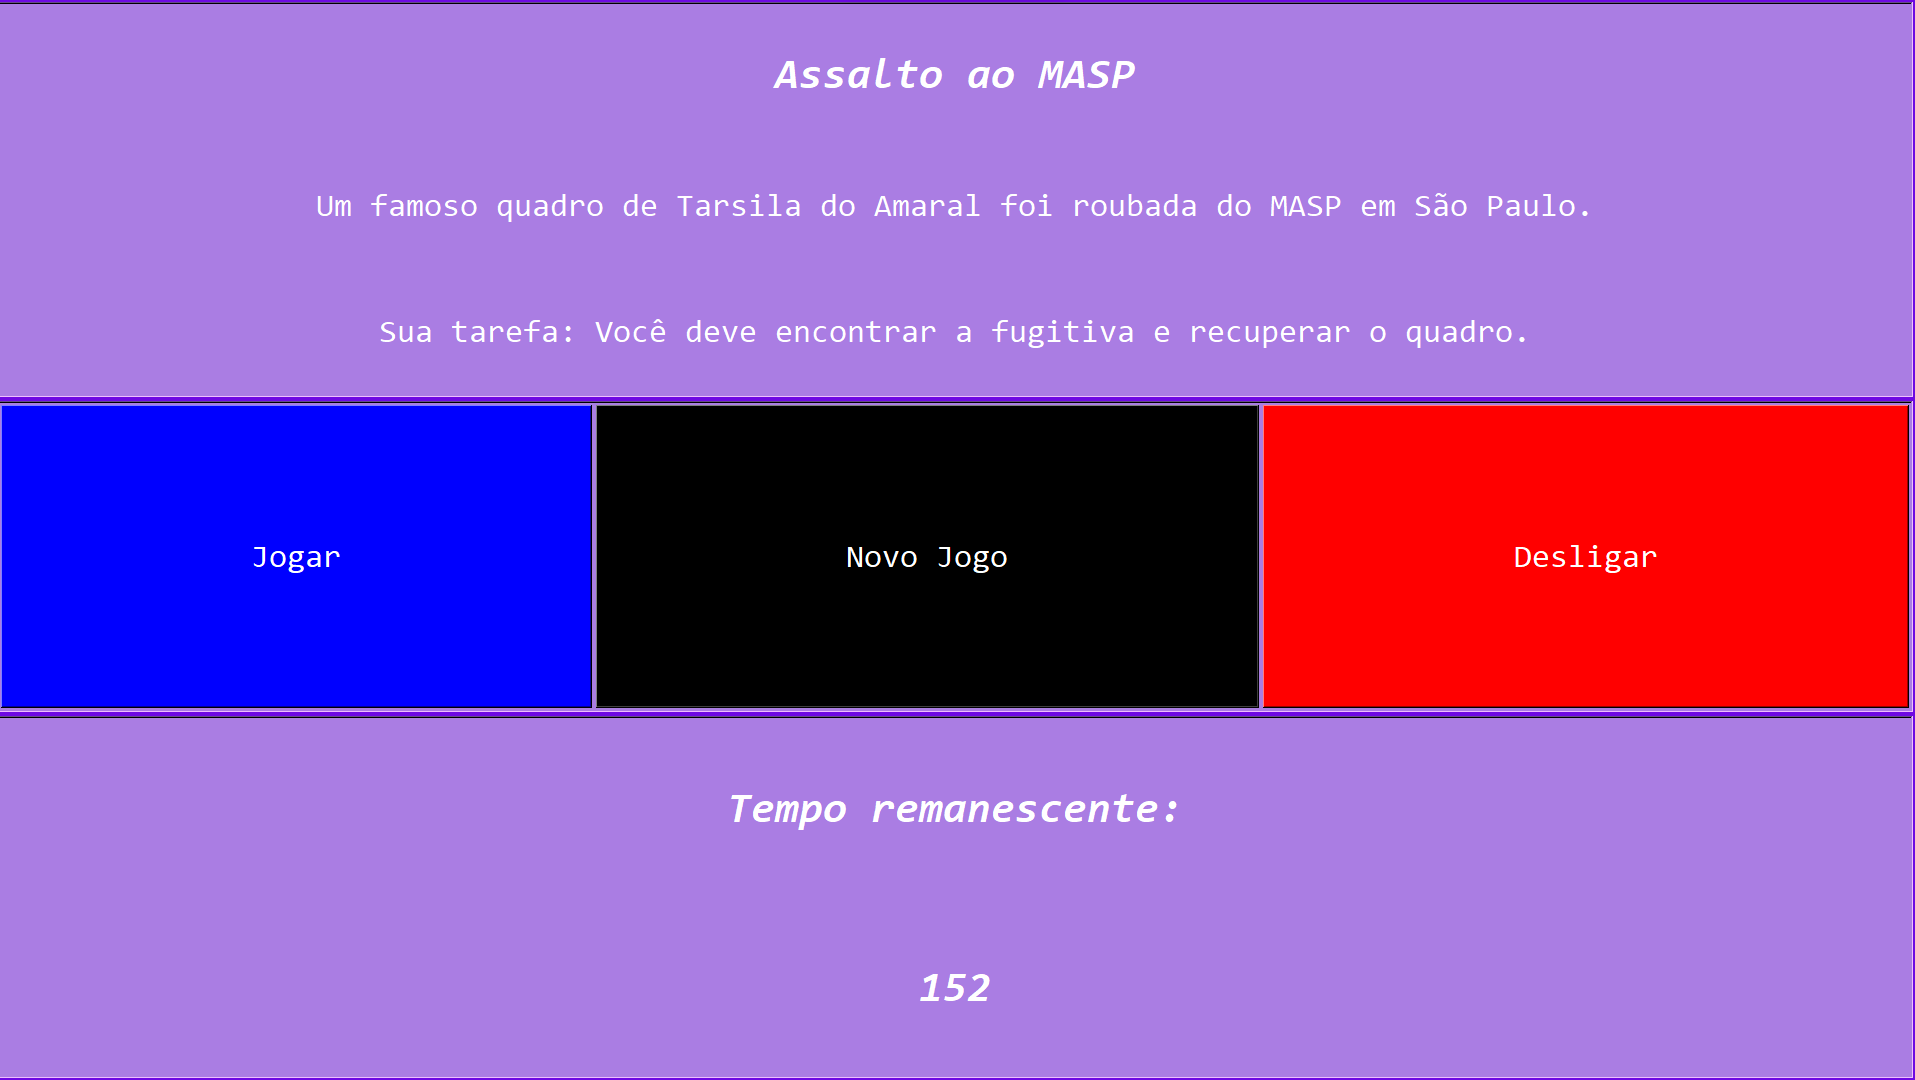 Assalto ao MASP
Um famoso quadro de Tarsila do Amaral foi roubada do MASP em São Paulo.
Sua tarefa: Você deve encontrar a fugitiva e recuperar o quadro.
Jogar
Novo Jogo
Desligar
Tempo remanescente:
152